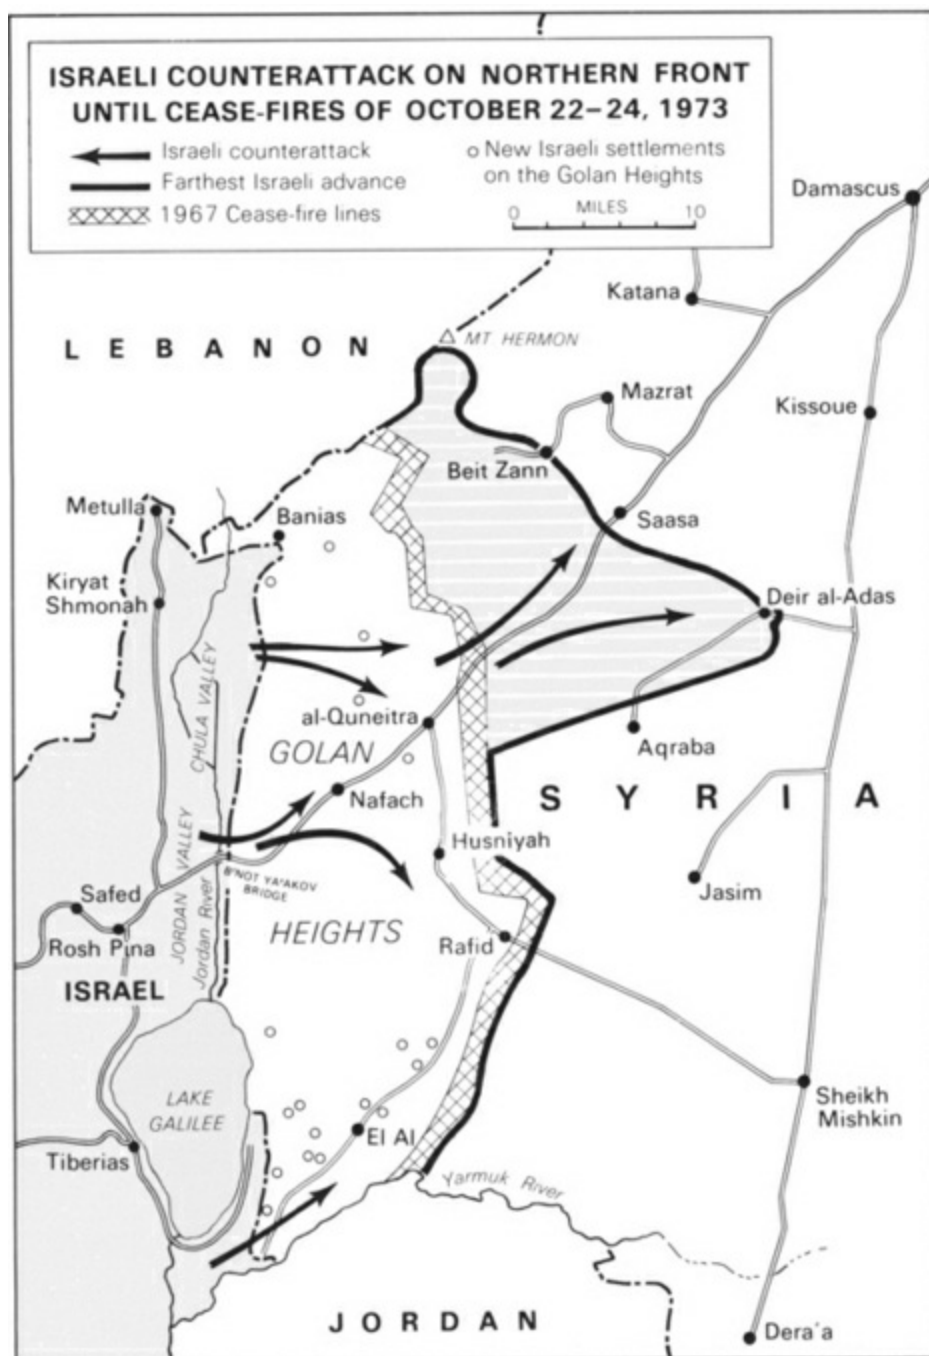 ISRAELI COUNTERATTACK ON NORTHERN FRONT
UNTIL CEASE-FIRES OF OCTOBER 22–24, 1973
Israeli counterattack
Farthest Israeli advance
1967 Cease-fire lines
New Israeli settlements
on the Golan Heights
0 MILES 10
Damascus
Katana
LEBANON
MT HERMON
Mazrat
Kissoue
Beit Zann
Metulla
Banias
Saasa
Kiryat
Shmonah
Deir al-Adas
CHULA VALLEY
al-Quneitra
GOLAN
Aqraba
Nafach
SYRIA
Husniyah
B'NOT YA'AKOV
BRIDGE
Jasim
JORDAN VALLEY
Jordan River
Safed
HEIGHTS
Rafid
Rosh Pina
ISRAEL
LAKE
GALILEE
Sheikh
Mishkin
El Al
Tiberias
Yarmuk River
JORDAN
Dera'a